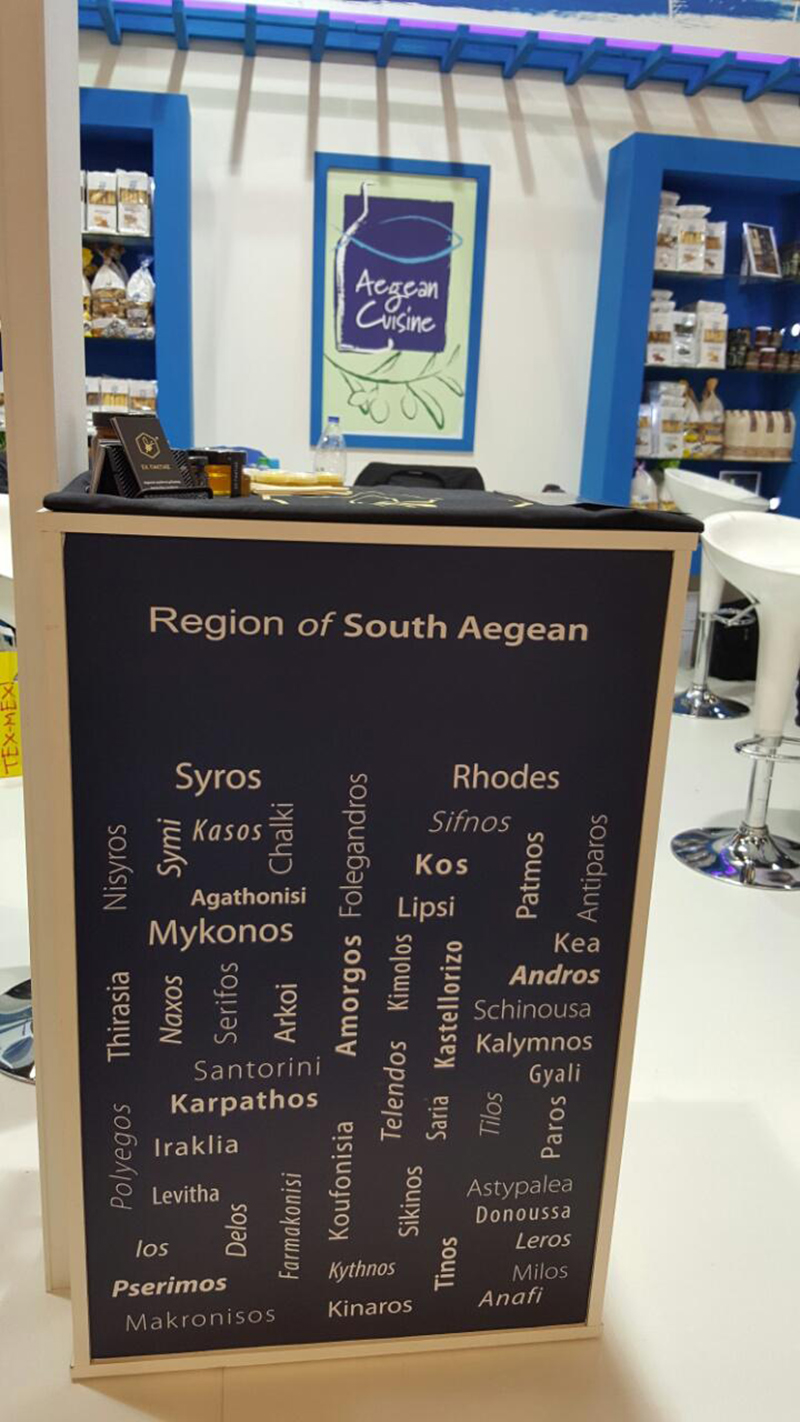 Aegean
Cuisine
TEX-MEX
Region of South Aegean
Syros
Rhodes
Nisyros
Symi
Kasos
Chalki
Folegandros
Sifnos
Kos
Patmos
Antiparos
Agathonisi
Lipsi
Mykonos
Kea
Thirasia
Naxos
Serifos
Arkoi
Amorgos
Kimolos
Kastellorizo
Andros
Schinousa
Kalymnos
Santorini
Gyali
Karpathos
Telendos
Saria
Tilos
Paros
Polyegos
Iraklia
Koufonisia
Levitha
Delos
Farmakonisi
Sikinos
Astypalea
Donoussa
Ios
Leros
Tinos
Kythnos
Milos
Pserimos
Anafi
Makronisos
Kinaros